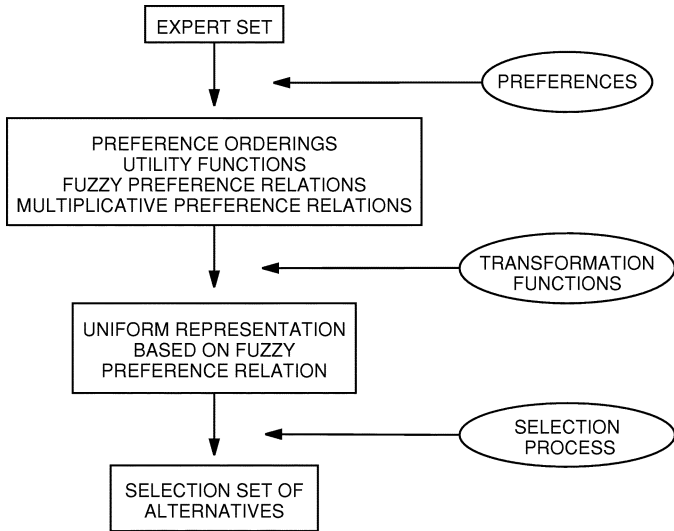 EXPERT SET
PREFERENCES
PREFERENCE ORDERINGS
UTILITY FUNCTIONS
FUZZY PREFERENCE RELATIONS
MULTIPLICATIVE PREFERENCE RELATIONS
TRANSFORMATION
FUNCTIONS
UNIFORM REPRESENTATION
BASED ON FUZZY
PREFERENCE RELATION
SELECTION
PROCESS
SELECTION SET OF
ALTERNATIVES